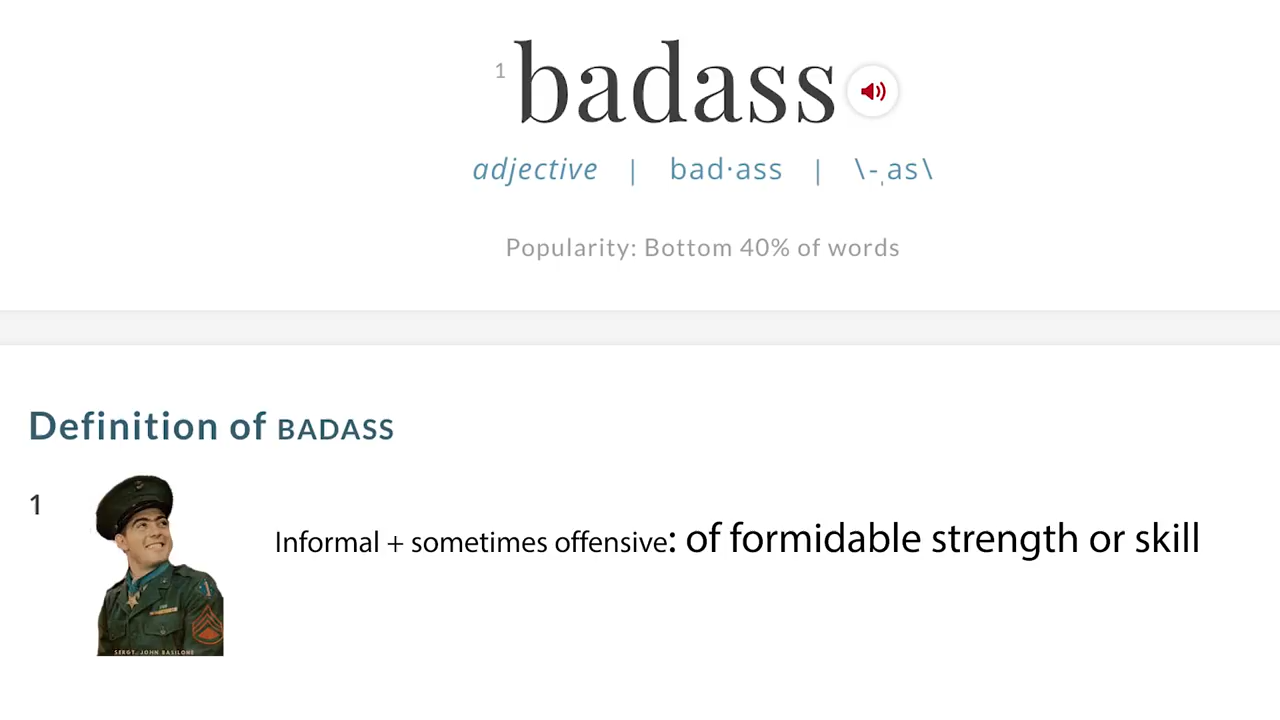 1 badass
adjective | bad·ass | \-ˌas\
Popularity: Bottom 40% of words
Definition of BADASS
1
Informal + sometimes offensive: of formidable strength or skill
SERGT. JOHN BASILONE